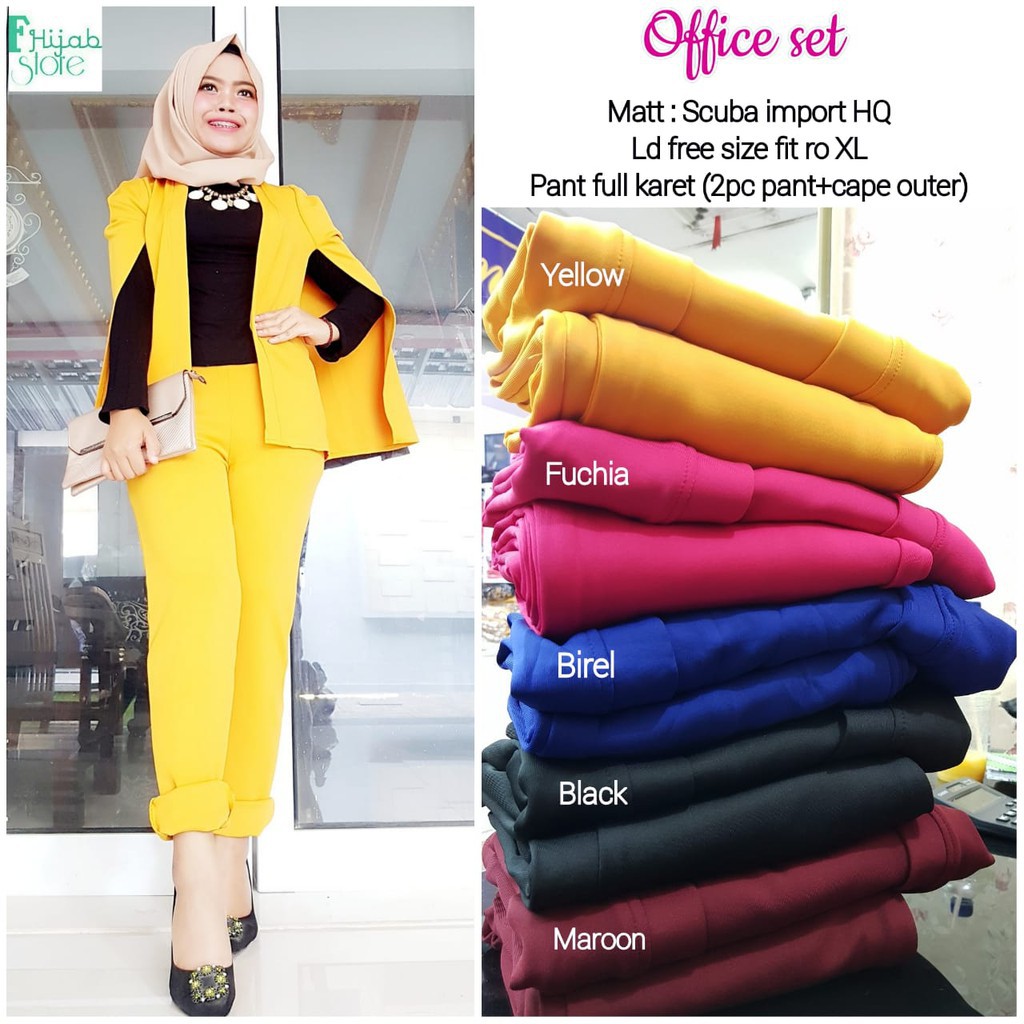 F Hijab
Store
Office set
Matt : Scuba import HQ
Ld free size fit ro XL
Pant full karet (2pc pant+cape outer)
Yellow
Fuchia
Birel
Black
Maroon